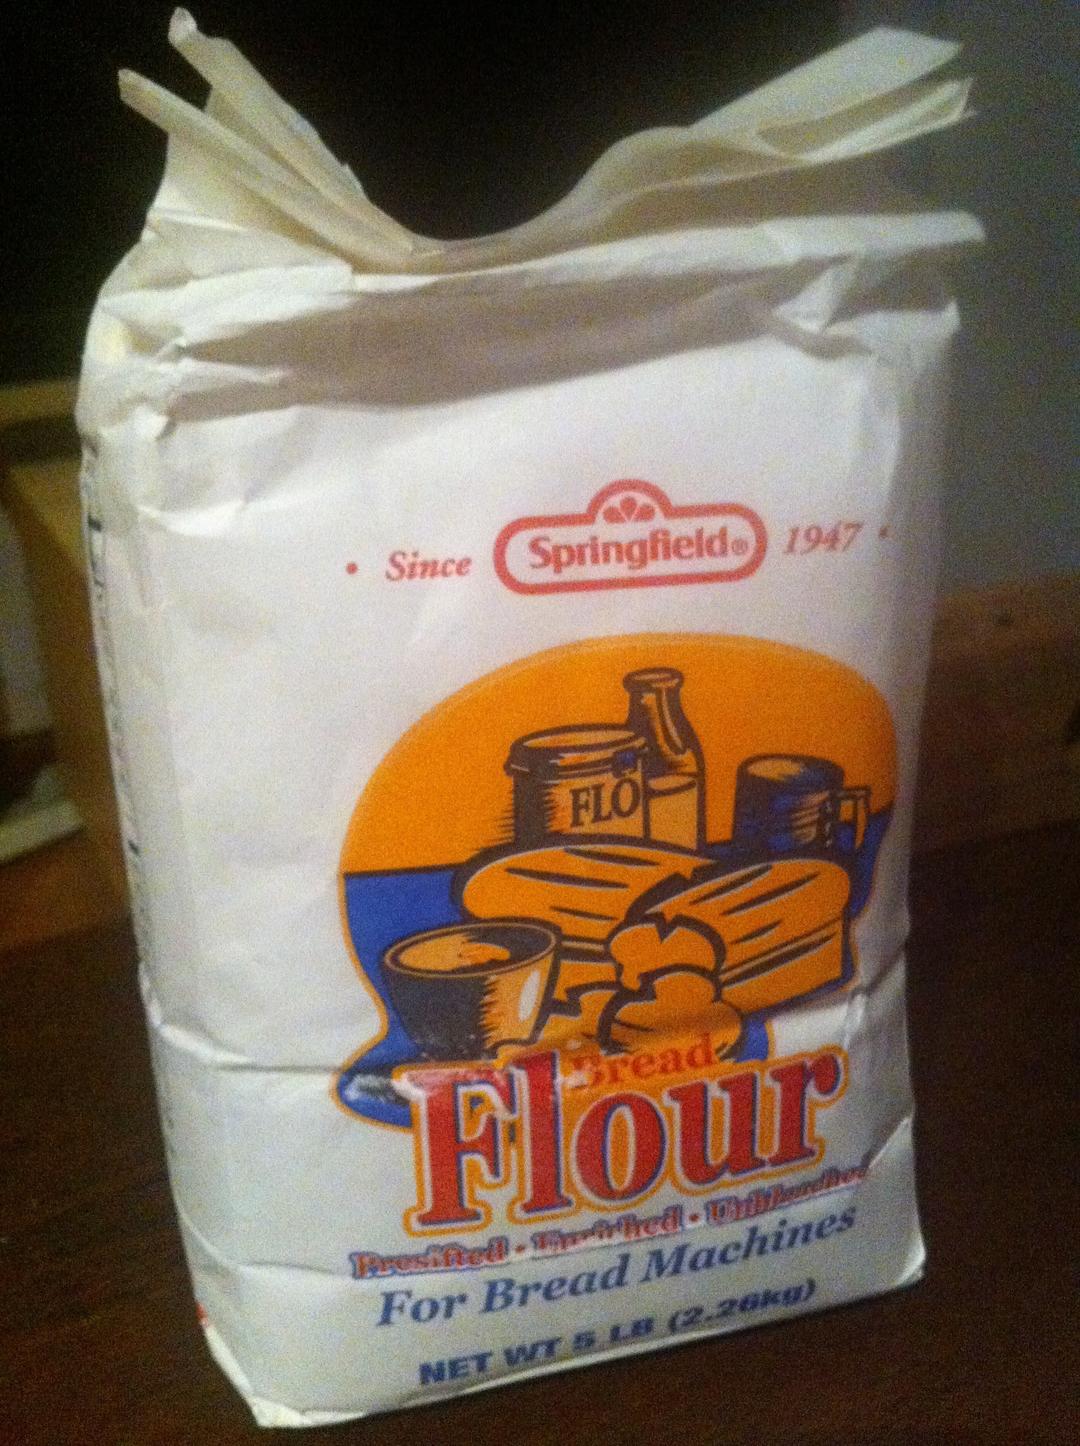 • Since Springfield® 1947 •
FLO
Bread
Flour
Presifted • Enriched • Unbleached
For Bread Machines
NET WT 5 LB (2.26kg)